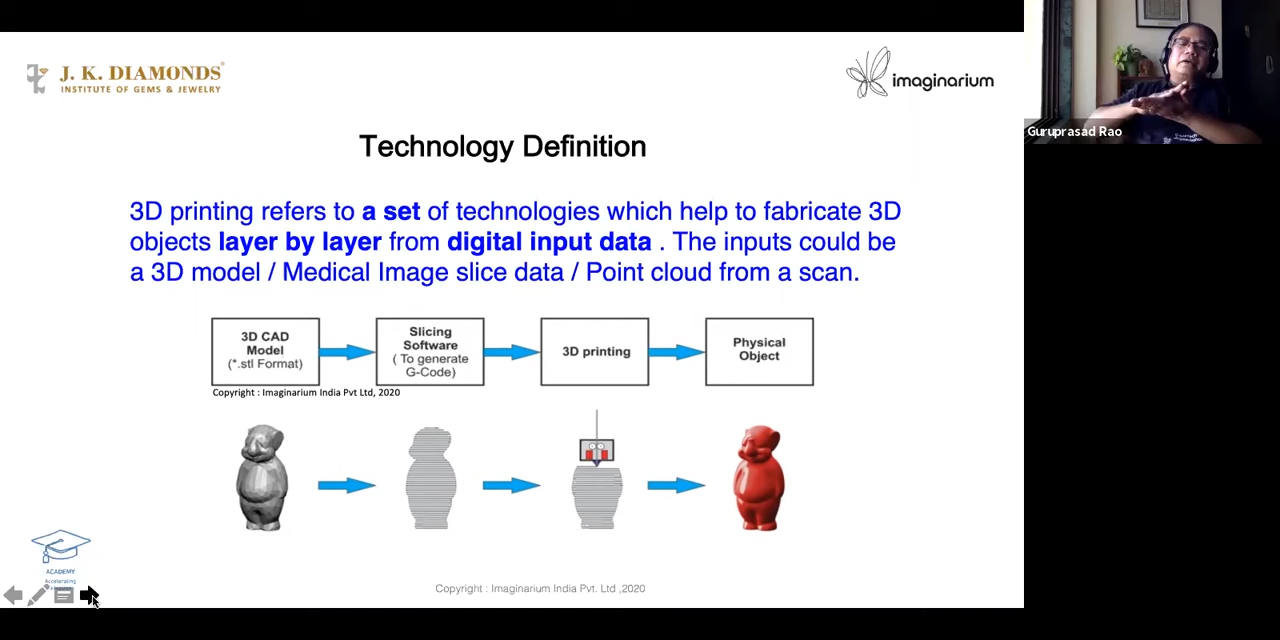 J. K. DIAMONDS
INSTITUTE OF GEMS & JEWELRY
imaginarium
Guruprasad Rao
Technology Definition
3D printing refers to a set of technologies which help to fabricate 3D
objects layer by layer from digital input data . The inputs could be
a 3D model / Medical Image slice data / Point cloud from a scan.
3D CAD
Model
(*.stl Format)
Slicing
Software
( To generate
G-Code)
3D printing
Physical
Object
Copyright : Imaginarium India Pvt Ltd, 2020
ACADEMY
Accelerating
Copyright : Imaginarium India Pvt. Ltd ,2020